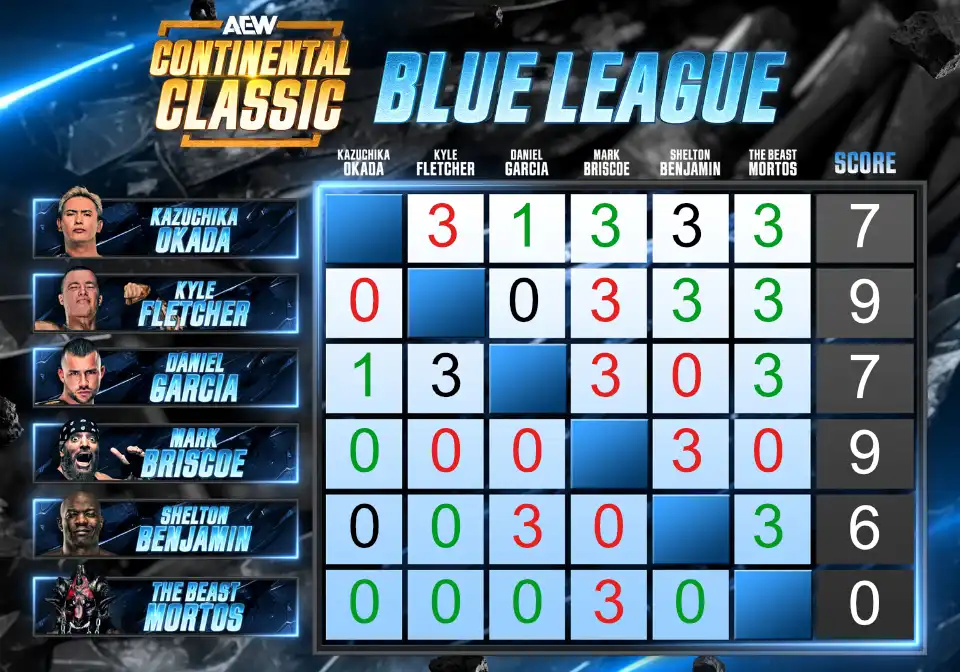 AEW
CONTINENTAL
CLASSIC
BLUE LEAGUE
KAZUCHIKA OKADA KYLE FLETCHER DANIEL GARCIA MARK BRISCOE SHELTON BENJAMIN THE BEAST MORTOS SCORE
KAZUCHIKA
OKADA
3 1 3 3 3 7
KYLE
FLETCHER
0 0 3 3 3 9
DANIEL
GARCIA
1 3 3 0 3 7
MARK
BRISCOE
0 0 0 3 0 9
SHELTON
BENJAMIN
0 0 3 0 3 6
THE BEAST
MORTOS
0 0 0 3 0 0